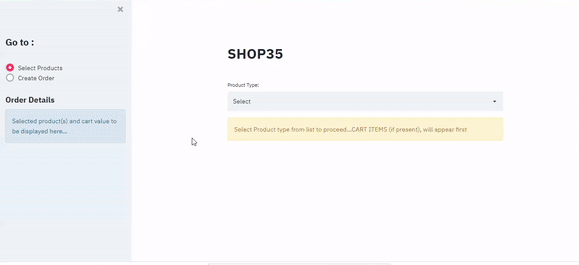 Go to :
Select Products
Create Order
Order Details
Selected product(s) and cart value to
be displayed here...
SHOP35
Product Type:
Select
Select Product type from list to proceed...CART ITEMS (if present), will appear first